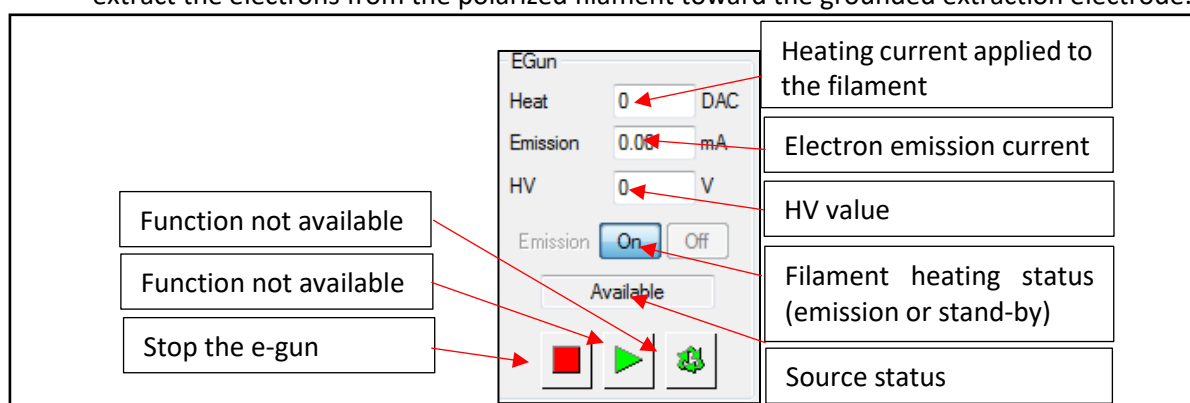 extract the electrons from the polarized filament toward the grounded extraction electrode.
EGun
Heat 0 DAC
Emission 0.00 mA
HV 0 V
Emission On Off
Available
Heating current applied to
the filament
Electron emission current
HV value
Filament heating status
(emission or stand-by)
Source status
Function not available
Function not available
Stop the e-gun